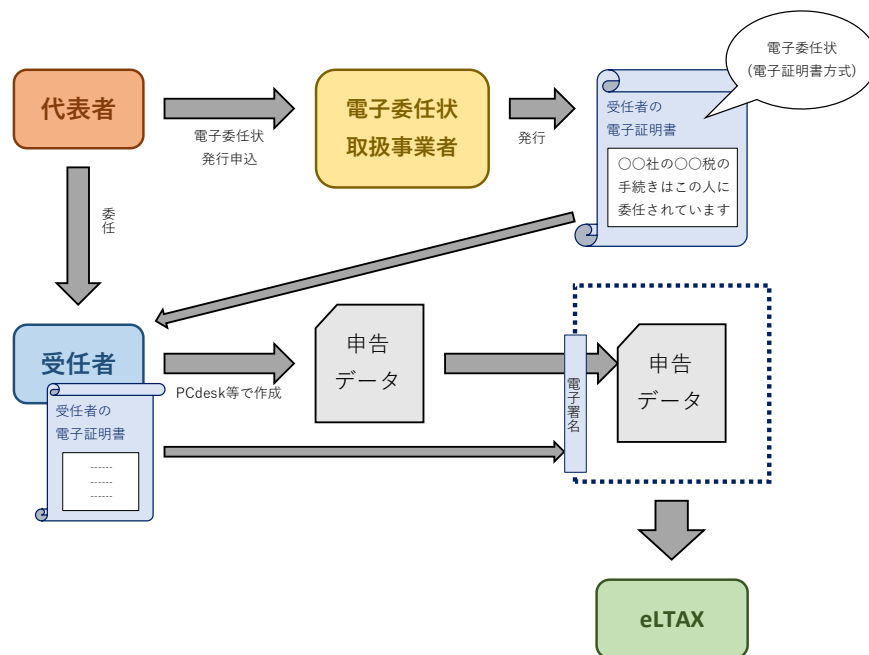 電子委任状
（電子証明書方式）
代表者
電子委任状
発行申込
電子委任状
取扱事業者
発行
受任者の
電子証明書
○○社の○○税の
手続きはこの人に
委任されています
委任
受任者
PCdesk等で作成
申告
データ
電子署名
申告
データ
受任者の
電子証明書
------
------
------
eLTAX